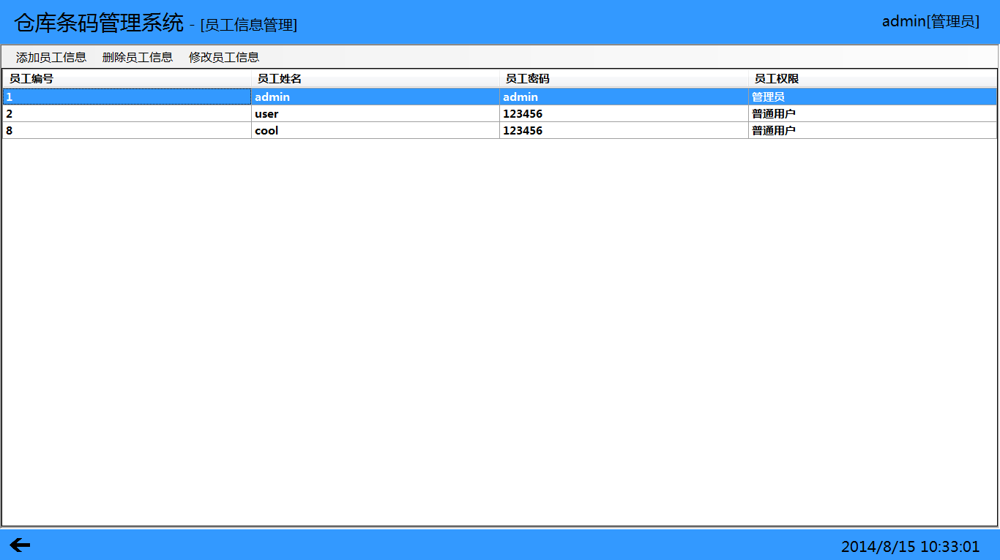 仓库条码管理系统 - [员工信息管理] admin[管理员]
添加员工信息 删除员工信息 修改员工信息
员工编号 员工姓名 员工密码 员工权限
1 admin admin 管理员
2 user 123456 普通用户
8 cool 123456 普通用户
2014/8/15 10:33:01